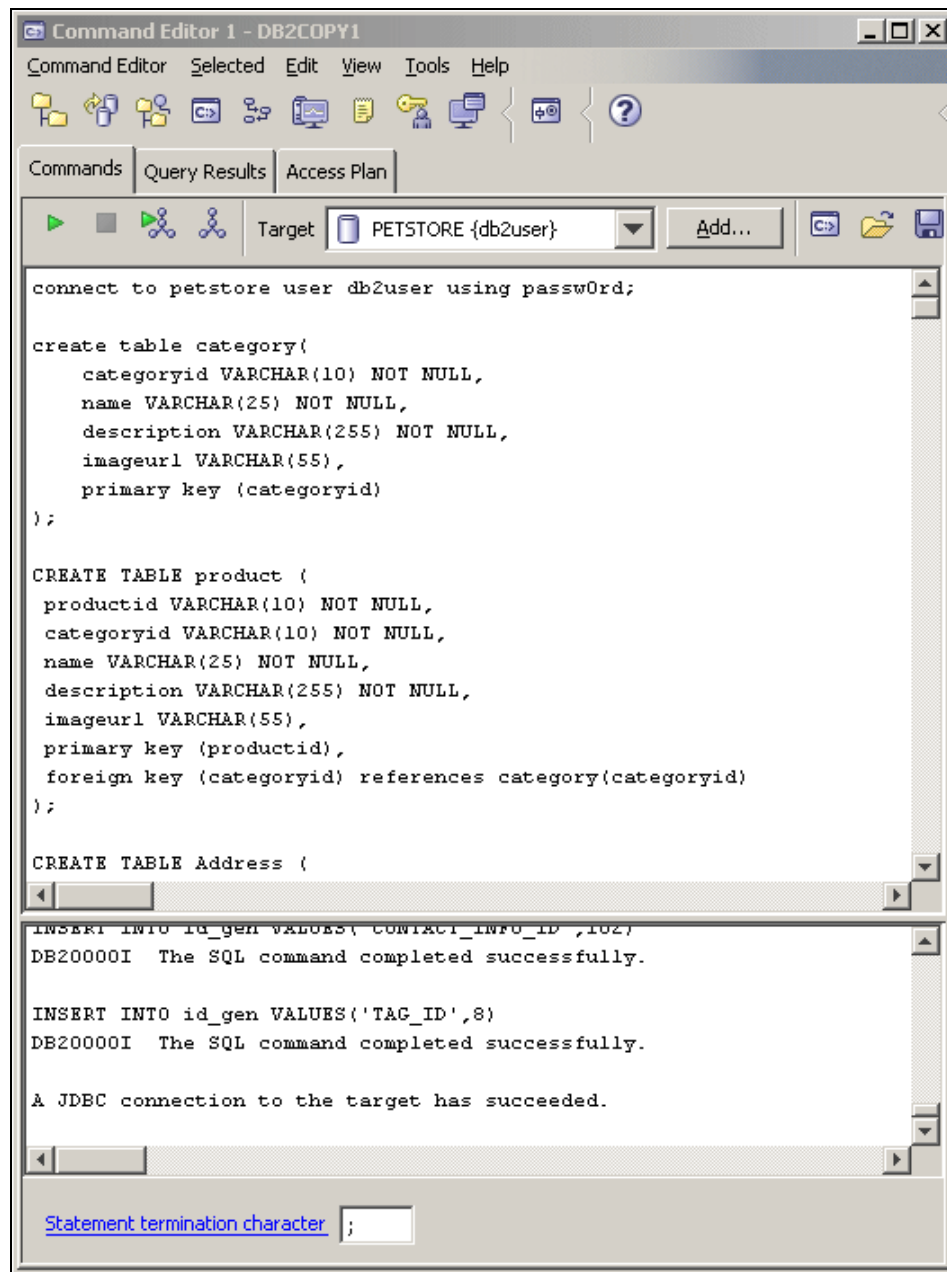 Command Editor 1 - DB2COPY1
Command Editor Selected Edit View Tools Help
Commands Query Results Access Plan
Target PETSTORE {db2user} Add...
connect to petstore user db2user using passw0rd;
create table category(
categoryid VARCHAR(10) NOT NULL,
name VARCHAR(25) NOT NULL,
description VARCHAR(255) NOT NULL,
imageurl VARCHAR(55),
primary key (categoryid)
);
CREATE TABLE product (
productid VARCHAR(10) NOT NULL,
categoryid VARCHAR(10) NOT NULL,
name VARCHAR(25) NOT NULL,
description VARCHAR(255) NOT NULL,
imageurl VARCHAR(55),
primary key (productid),
foreign key (categoryid) references category(categoryid)
);
CREATE TABLE Address (
INSERT INTO id_gen VALUES('CONTACT_INFO_ID',102)
DB20000I The SQL command completed successfully.
INSERT INTO id_gen VALUES('TAG_ID',8)
DB20000I The SQL command completed successfully.
A JDBC connection to the target has succeeded.
Statement termination character ;